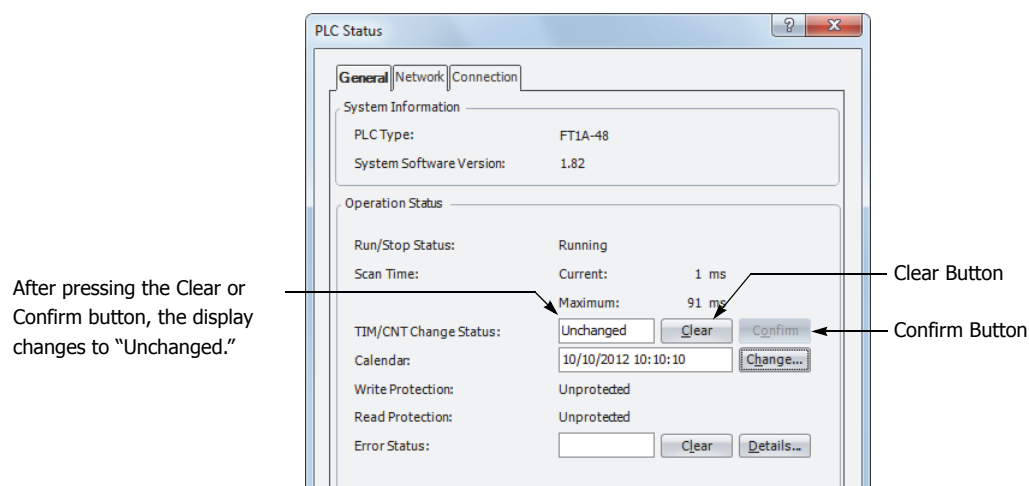 PLC Status
General Network Connection
System Information
PLC Type: FT1A-48
System Software Version: 1.82
Operation Status
Run/Stop Status: Running
Scan Time: Current: 1 ms
Maximum: 91 ms
TIM/CNT Change Status: Unchanged Clear Confirm
Calendar: 10/10/2012 10:10:10 Change...
Write Protection: Unprotected
Read Protection: Unprotected
Error Status: Clear Details...
After pressing the Clear or
Confirm button, the display
changes to “Unchanged.”
Clear Button
Confirm Button